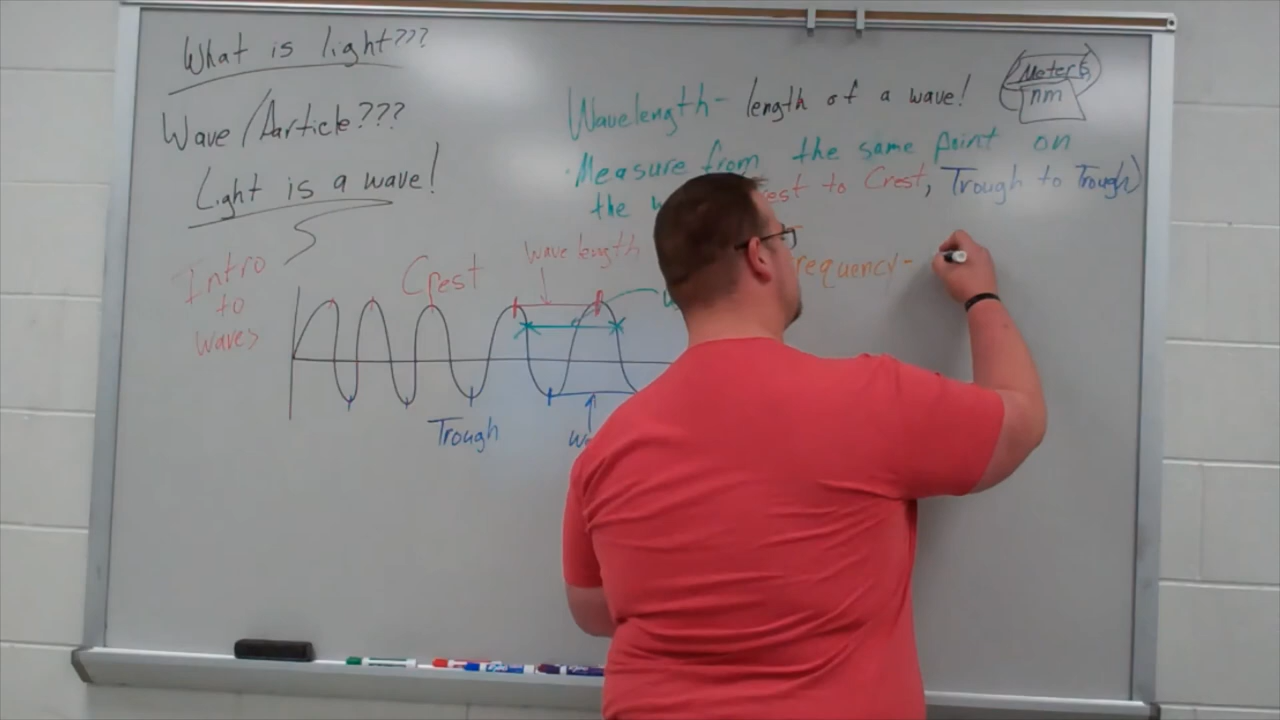 What is light???
Wave/Particle???
Light is a wave!
Intro
to
waves
Crest
wave length
Trough
Wavelength- length of a wave!
Meters
nm
Measure from the same point on
the
to Crest, Trough to Trough)
requency-